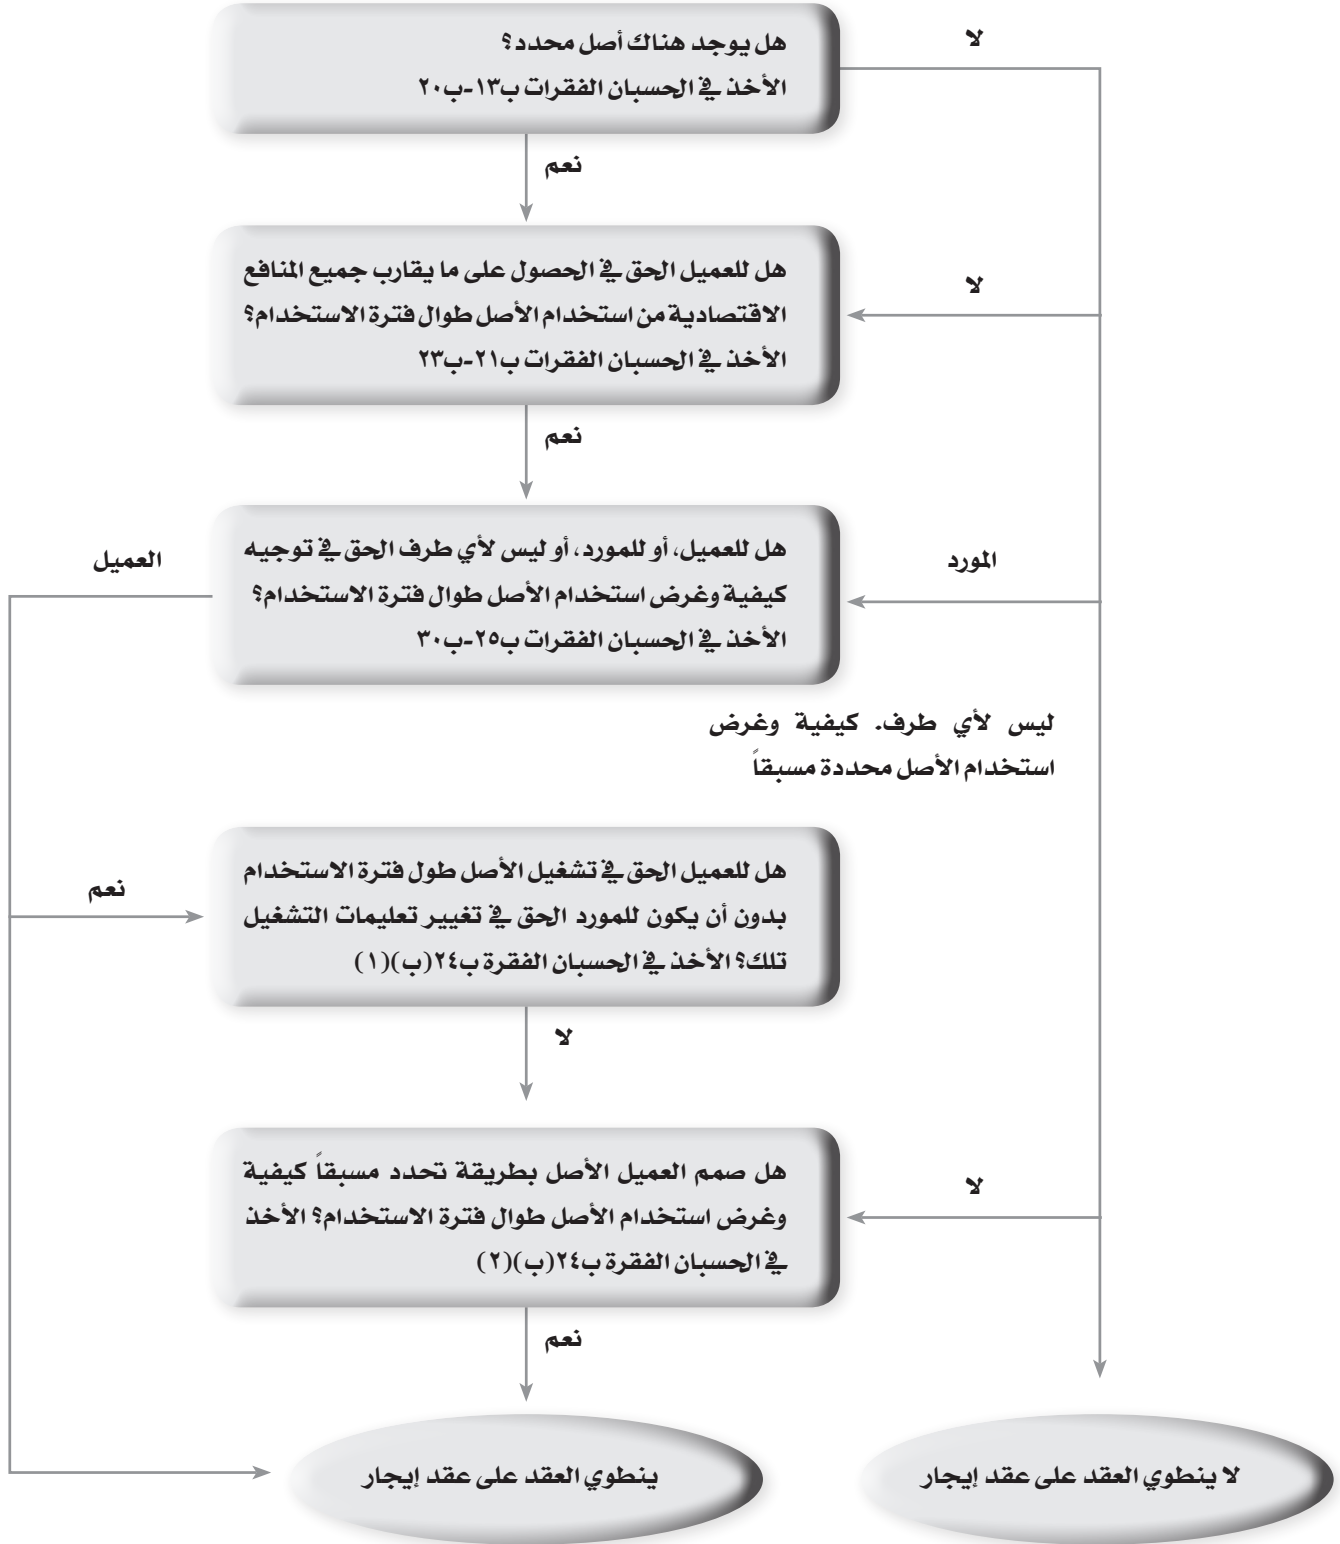 هل يوجد هناك أصل محدد؟
الأخذ في الحسبان الفقرات ب١٣-ب٢٠
لا
نعم
هل للعميل الحق في الحصول على ما يقارب جميع المنافع
الاقتصادية من استخدام الأصل طوال فترة الاستخدام؟
الأخذ في الحسبان الفقرات ب٢١-ب٢٣
لا
نعم
المورد
هل للعميل، أو للمورد، أو ليس لأي طرف الحق في توجيه
كيفية وغرض استخدام الأصل طوال فترة الاستخدام؟
الأخذ في الحسبان الفقرات ب٢٥-ب٣٠
العميل
ليس لأي طرف. كيفية وغرض
استخدام الأصل محددة مسبقاً
هل للعميل الحق في تشغيل الأصل طول فترة الاستخدام
بدون أن يكون للمورد الحق في تغيير تعليمات التشغيل
تلك؟ الأخذ في الحسبان الفقرة ب٢٤(ب)(١)
نعم
لا
هل صمم العميل الأصل بطريقة تحدد مسبقاً كيفية
وغرض استخدام الأصل طوال فترة الاستخدام؟ الأخذ
في الحسبان الفقرة ب٢٤(ب)(٢)
لا
نعم
لا ينطوي العقد على عقد إيجار
ينطوي العقد على عقد إيجار